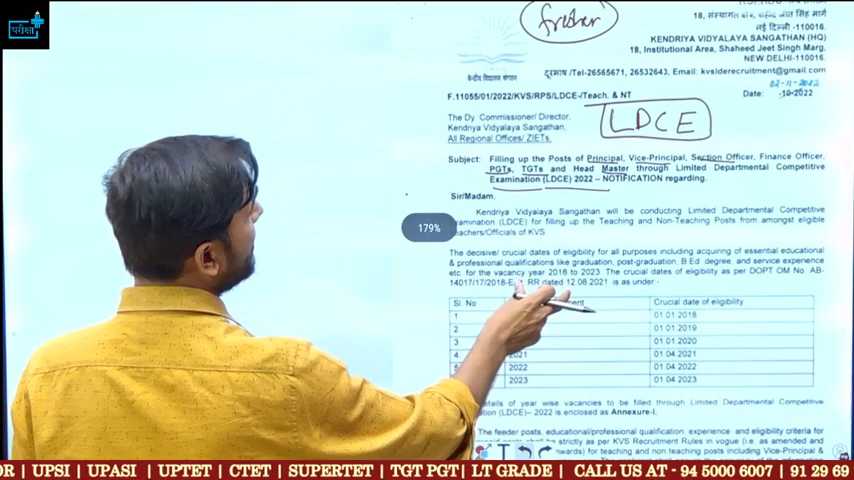 परीक्षा
fresher
18, संस्थागत क्षेत्र, शहीद जीत सिंह मार्ग
नई दिल्ली -110016.
KENDRIYA VIDYALAYA SANGATHAN (HQ)
18, Institutional Area, Shaheed Jeet Singh Marg,
NEW DELHI-110016.
केन्द्रीय विद्यालय संगठन
दूरभाष /Tel-26565671, 26532643, Email: kvslderecruitment@gmail.com
02-11-2022
F.11055/01/2022/KVS/RPS/LDCE-/Teach. & NT
Date: -10-2022
LDCE
The Dy. Commissioner/ Director,
Kendriya Vidyalaya Sangathan,
All Regional Offices/ ZIETs.
Subject: Filling up the Posts of Principal, Vice-Principal, Section Officer, Finance Officer,
PGTs, TGTs and Head Master through Limited Departmental Competitive
Examination (LDCE) 2022 – NOTIFICATION regarding.
Sir/Madam,
Kendriya Vidyalaya Sangathan will be conducting Limited Departmental Competitive
Examination (LDCE) for filling up the Teaching and Non-Teaching Posts from amongst eligible
Teachers/Officials of KVS
179%
The decisive/ crucial dates of eligibility for all purposes including acquiring of essential educational
& professional qualifications like graduation, post-graduation, B.Ed. degree, and service experience
etc. for the vacancy year 2018 to 2023. The crucial dates of eligibility as per DOPT OM No. AB-
14017/17/2018-E RR dated 12.08.2021 is as under -
Sl. No Crucial date of eligibility
1 01.01.2018
2 01.01.2019
3 01.01.2020
4 2021 01.04.2021
2022 01.04.2022
2023 01.04.2023
details of year wise vacancies to be filled through Limited Departmental Competitive
(LDCE)– 2022 is enclosed as Annexure-I.
The feeder posts, educational/professional qualification, experience and eligibility criteria for
shall be strictly as per KVS Recruitment Rules in vogue (i.e as amended and
for teaching and non teaching posts including Vice-Principal &
OR | UPSI | UPASI | UPTET | CTET | SUPERTET | TGT PGT| LT GRADE | CALL US AT - 94 5000 6007 | 91 29 69